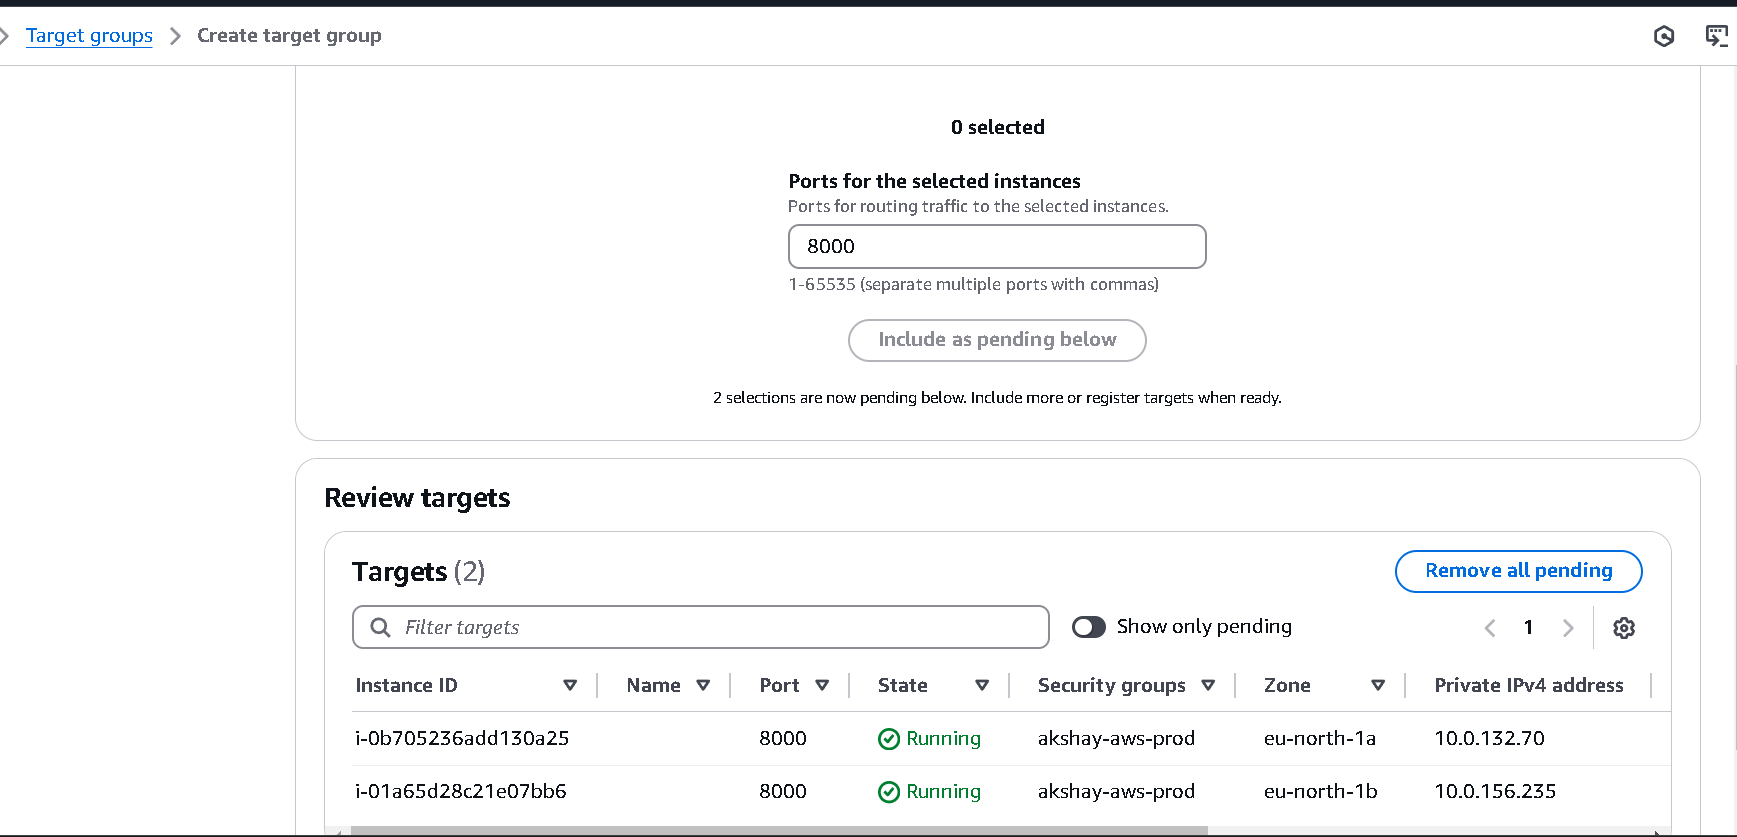 Target groups > Create target group
0 selected
Ports for the selected instances
Ports for routing traffic to the selected instances.
8000
1-65535 (separate multiple ports with commas)
Include as pending below
2 selections are now pending below. Include more or register targets when ready.
Review targets
Targets (2)
Remove all pending
Filter targets
Show only pending
1
Instance ID Name Port State Security groups Zone Private IPv4 address
i-0b705236add130a25 8000 Running akshay-aws-prod eu-north-1a 10.0.132.70
i-01a65d28c21e07bb6 8000 Running akshay-aws-prod eu-north-1b 10.0.156.235